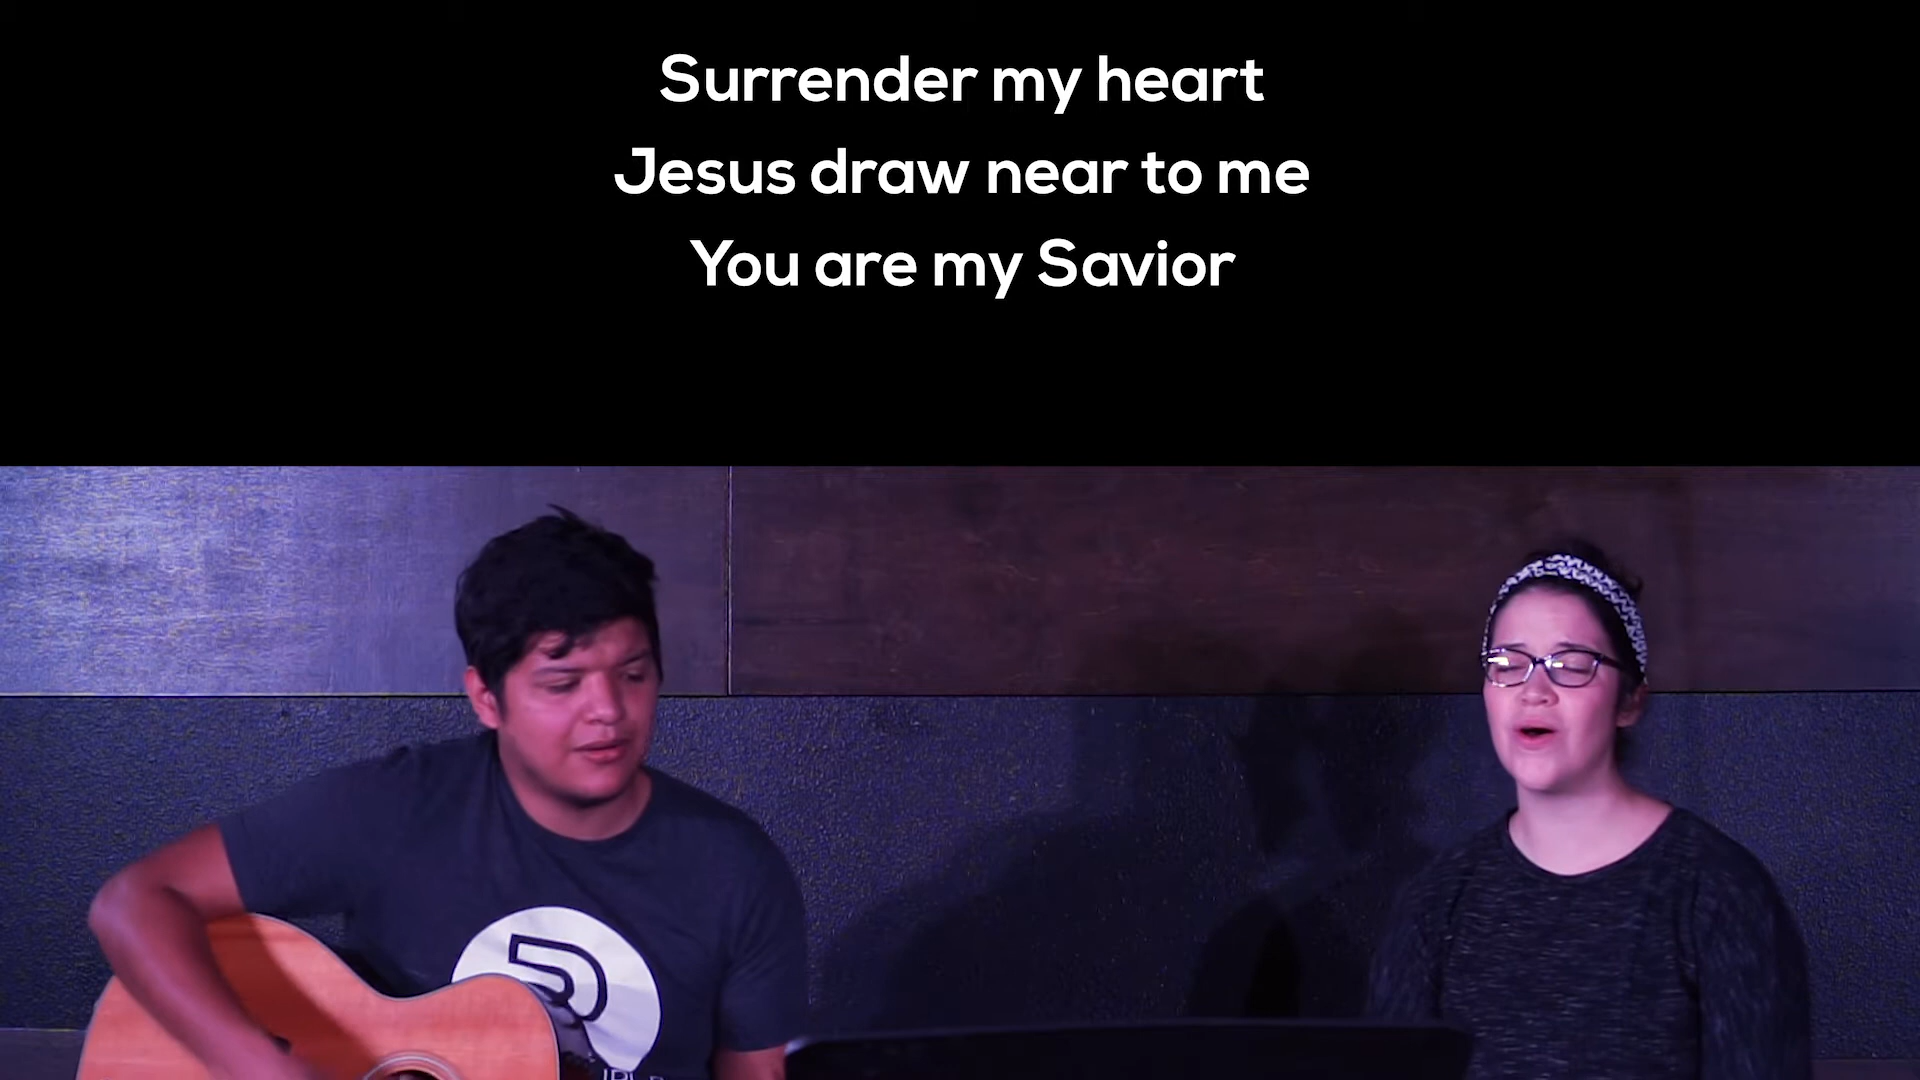 Surrender my heart
Jesus draw near to me
You are my Savior